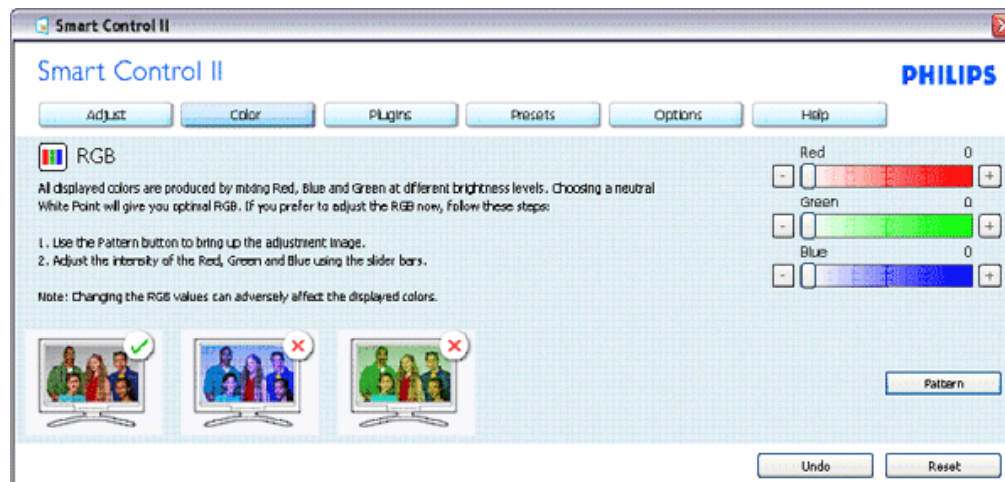 Smart Control II
Smart Control II
PHILIPS
Adjust Color Plugins Presets Options Help
RGB
All displayed colors are produced by mixing Red, Blue and Green at different brightness levels. Choosing a neutral
White Point will give you optimal RGB. If you prefer to adjust the RGB now, follow these steps:
1. Use the Pattern button to bring up the adjustment image.
2. Adjust the intensity of the Red, Green and Blue using the slider bars.
Note: Changing the RGB values can adversely affect the displayed colors.
Red 0
- +
Green 0
- +
Blue 0
- +
Pattern
Undo Reset